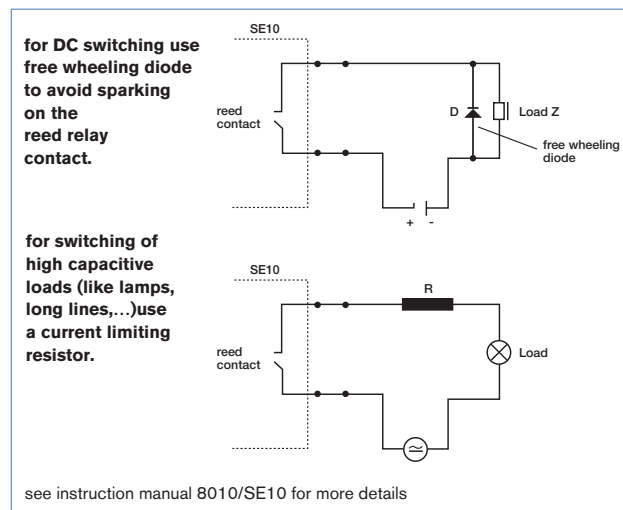 for DC switching use
free wheeling diode
to avoid sparking
on the
reed relay
contact.
SE10
reed
contact
D
Load Z
free wheeling
diode
+ -
for switching of
high capacitive
loads (like lamps,
long lines,...)use
a current limiting
resistor.
SE10
R
reed
contact
Load
see instruction manual 8010/SE10 for more details